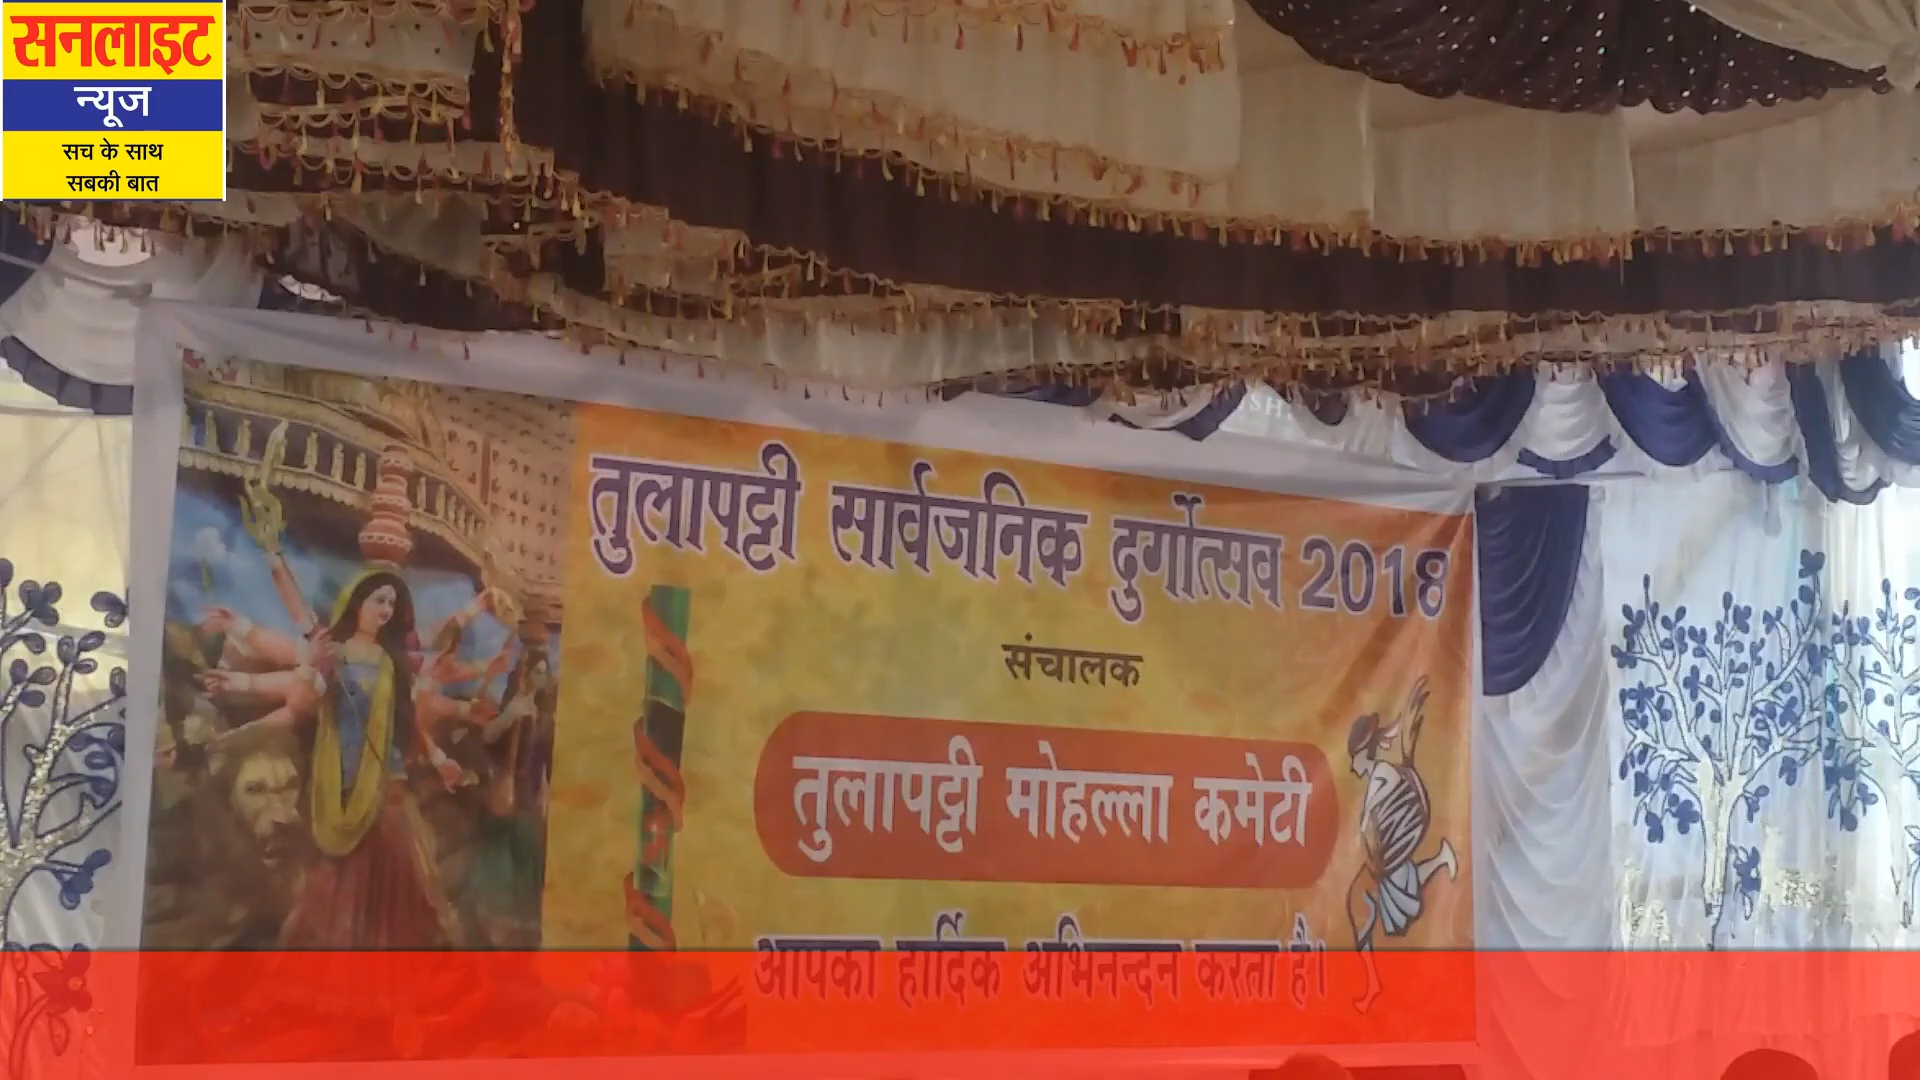 सनलाइट
न्यूज
सच के साथ
सबकी बात
तुलापट्टी सार्वजनिक दुर्गोत्सव 2018
संचालक
तुलापट्टी मोहल्ला कमेटी
आपका हार्दिक अभिनन्दन करता है।